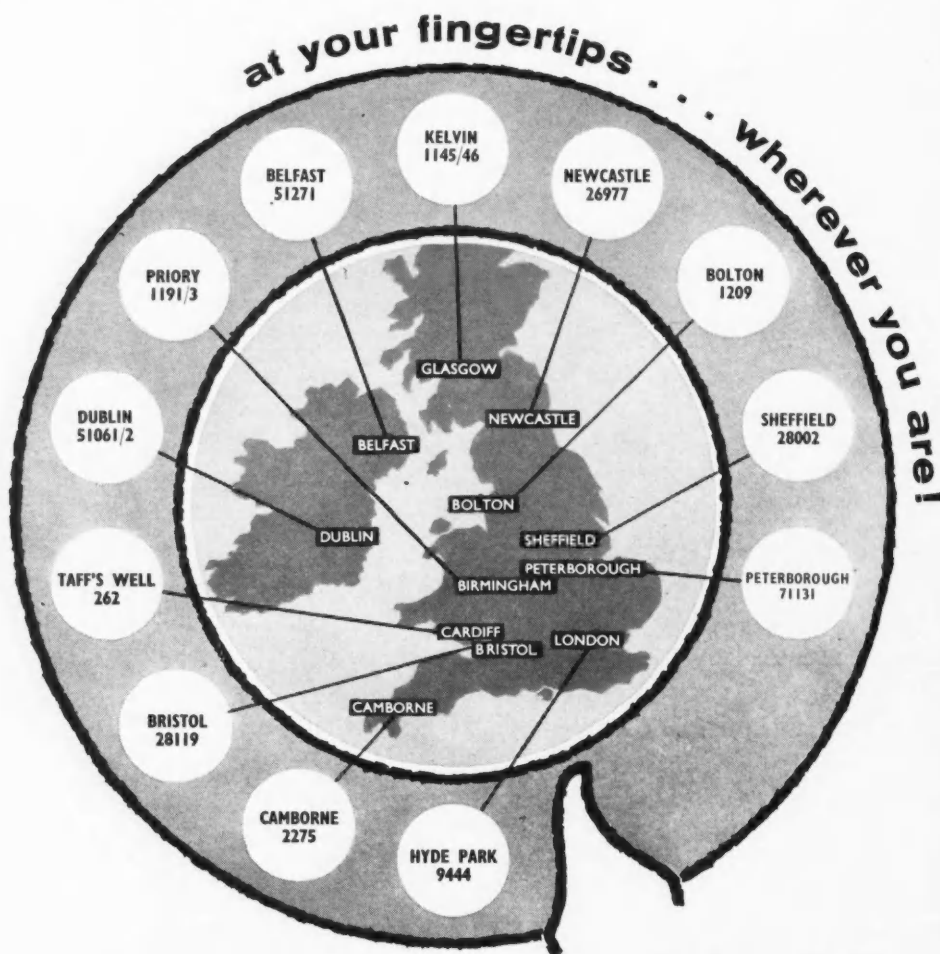 at your fingertips . . . wherever you are!
KELVIN
1145/46
NEWCASTLE
26977
BOLTON
1209
SHEFFIELD
28002
PETERBOROUGH
71131
HYDE PARK
9444
CAMBORNE
2275
BRISTOL
28119
TAFF'S WELL
262
DUBLIN
51061/2
PRIORY
1191/3
BELFAST
51271
GLASGOW
NEWCASTLE
BELFAST
BOLTON
DUBLIN
SHEFFIELD
PETERBOROUGH
BIRMINGHAM
CARDIFF
LONDON
BRISTOL
CAMBORNE